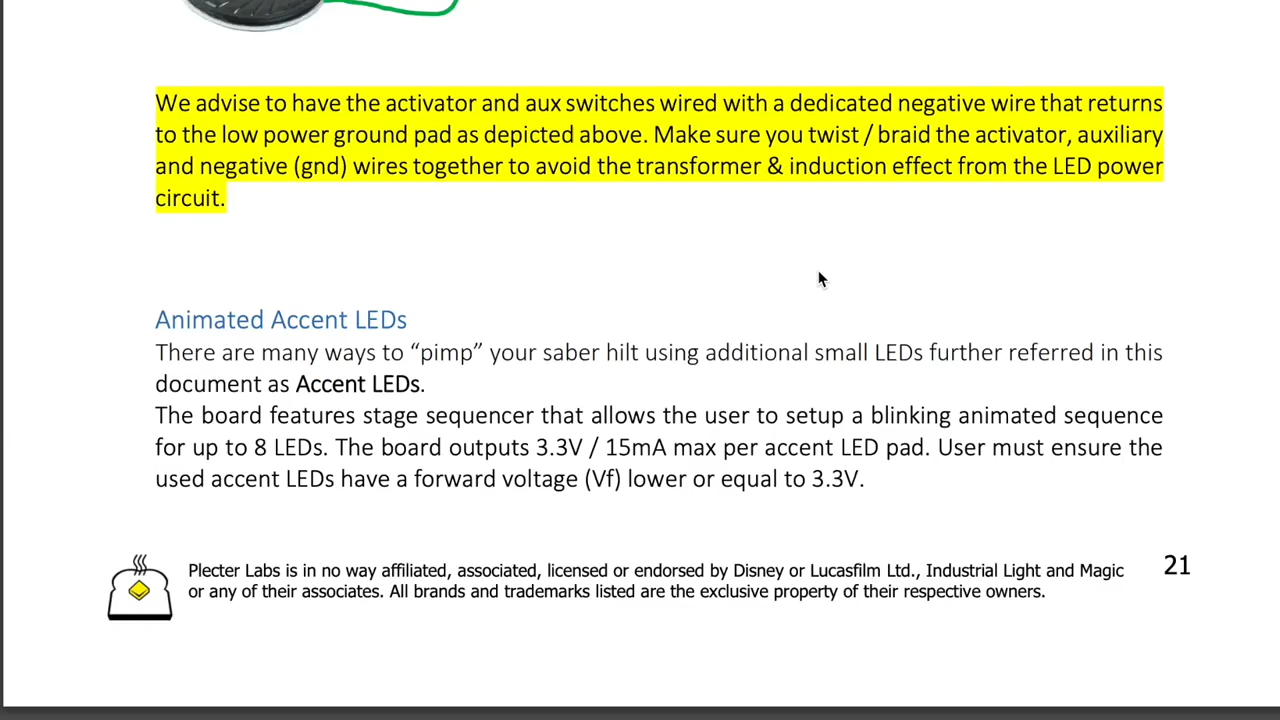 We advise to have the activator and aux switches wired with a dedicated negative wire that returns
to the low power ground pad as depicted above. Make sure you twist / braid the activator, auxiliary
and negative (gnd) wires together to avoid the transformer & induction effect from the LED power
circuit.
Animated Accent LEDs
There are many ways to “pimp” your saber hilt using additional small LEDs further referred in this
document as Accent LEDs.
The board features stage sequencer that allows the user to setup a blinking animated sequence
for up to 8 LEDs. The board outputs 3.3V / 15mA max per accent LED pad. User must ensure the
used accent LEDs have a forward voltage (Vf) lower or equal to 3.3V.
Plecter Labs is in no way affiliated, associated, licensed or endorsed by Disney or Lucasfilm Ltd., Industrial Light and Magic
or any of their associates. All brands and trademarks listed are the exclusive property of their respective owners.
21